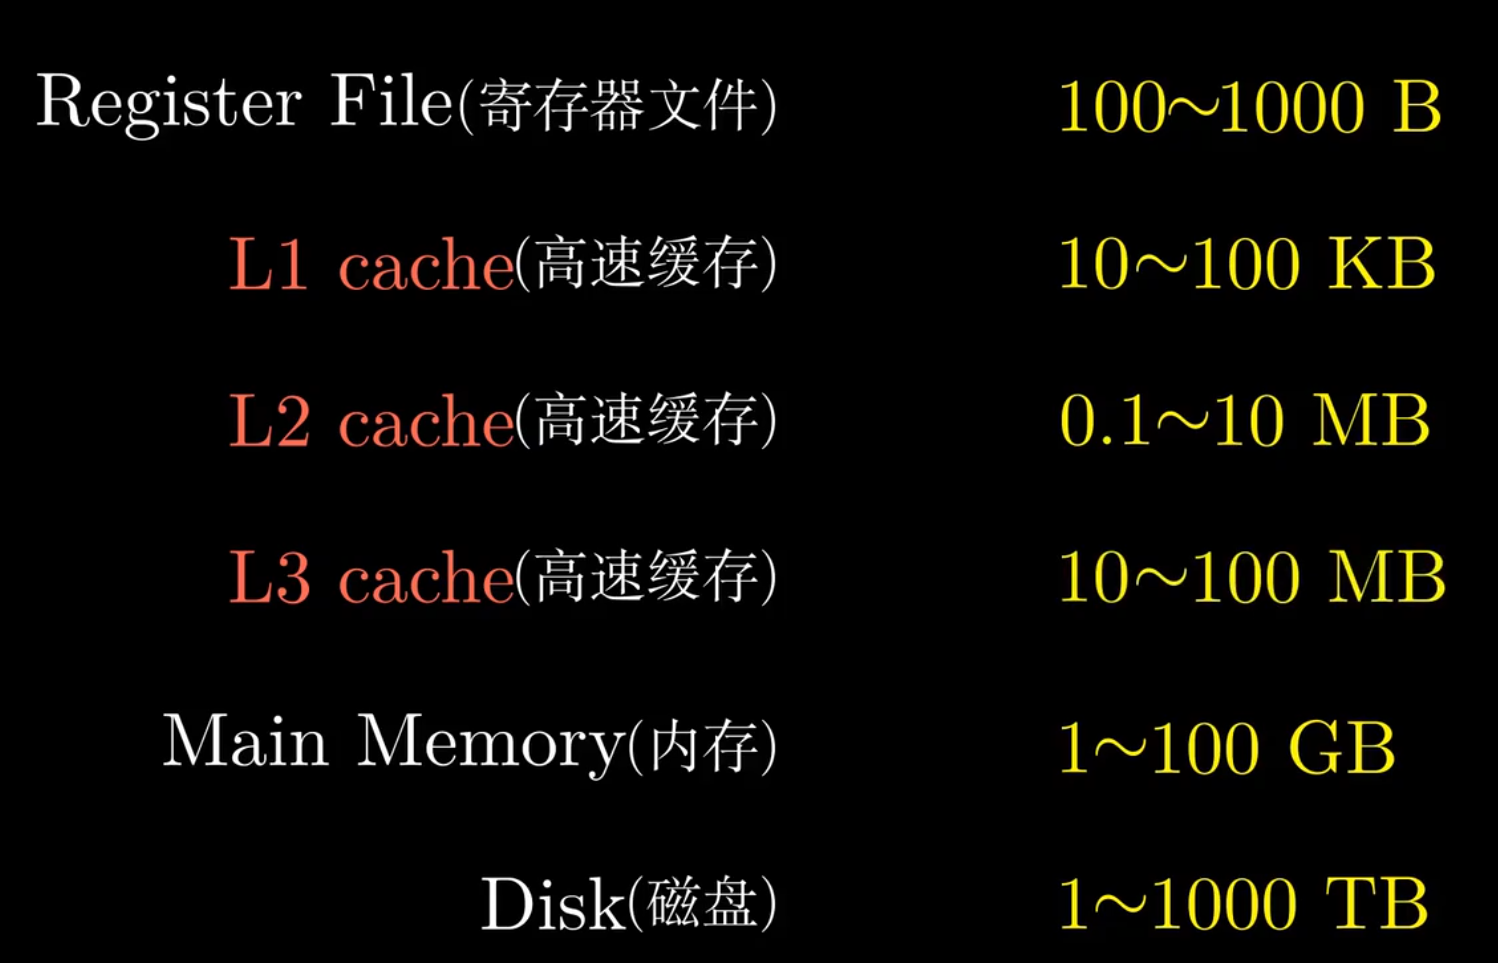 Register File(寄存器文件) 100~1000 B
L1 cache(高速缓存) 10~100 KB
L2 cache(高速缓存) 0.1~10 MB
L3 cache(高速缓存) 10~100 MB
Main Memory(内存) 1~100 GB
Disk(磁盘) 1~1000 TB